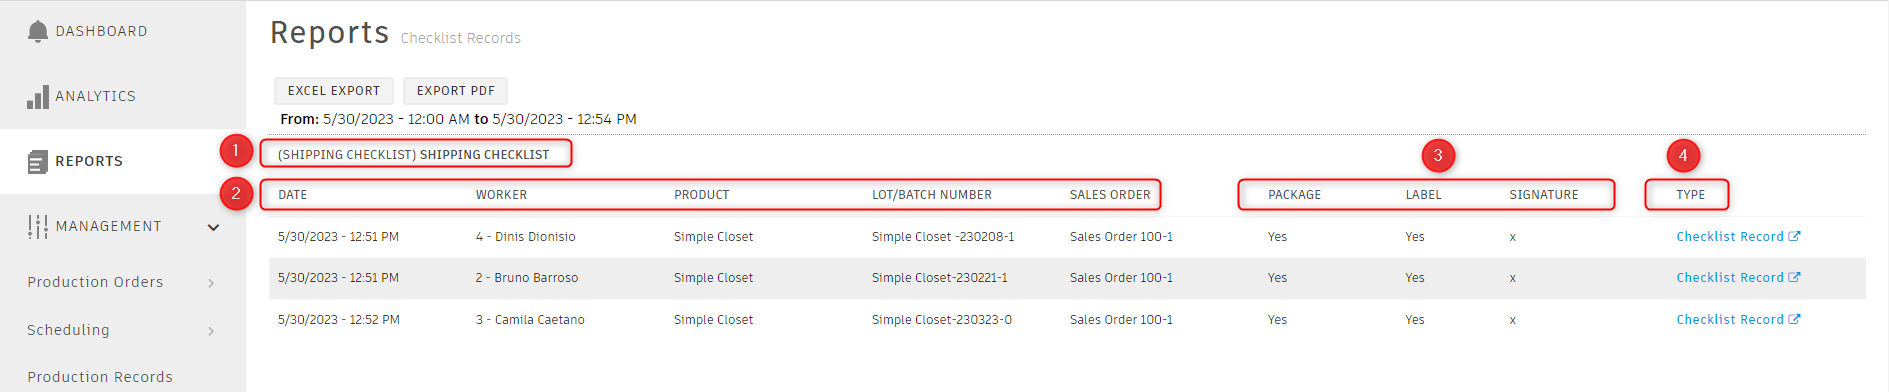 DASHBOARD
ANALYTICS
REPORTS
MANAGEMENT
Production Orders
Scheduling
Production Records
Reports Checklist Records
EXCEL EXPORT EXPORT PDF
From: 5/30/2023 - 12:00 AM to 5/30/2023 - 12:54 PM
1 (SHIPPING CHECKLIST) SHIPPING CHECKLIST 3 4
2 DATE WORKER PRODUCT LOT/BATCH NUMBER SALES ORDER PACKAGE LABEL SIGNATURE TYPE
5/30/2023 - 12:51 PM 4 - Dinis Dionisio Simple Closet Simple Closet -230208-1 Sales Order 100-1 Yes Yes x Checklist Record
5/30/2023 - 12:51 PM 2 - Bruno Barroso Simple Closet Simple Closet-230221-1 Sales Order 100-1 Yes Yes x Checklist Record
5/30/2023 - 12:52 PM 3 - Camila Caetano Simple Closet Simple Closet-230323-0 Sales Order 100-1 Yes Yes x Checklist Record